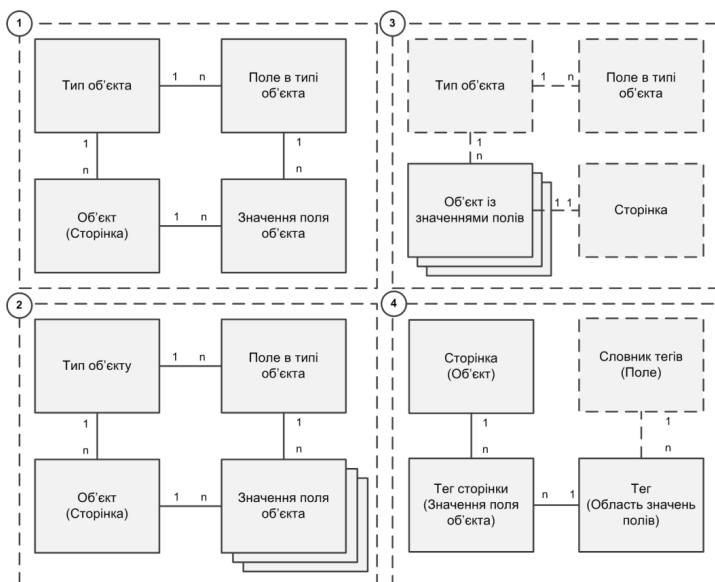 1
Тип об'єкта
1 n
Поле в типі
об'єкта
1
n
1
n
Об'єкт
(Сторінка)
1 n
Значення поля
об'єкта
3
Тип об'єкта
1 n
Поле в типі
об'єкта
1
n
Об'єкт із
значеннями полів
1 1
Сторінка
2
Тип об'єкту
1 n
Поле в типі
об'єкта
1
n
1
n
Об'єкт
(Сторінка)
1 n
Значення поля
об'єкта
4
Сторінка
(Об'єкт)
Словник тегів
(Поле)
1
n
1
n
Тег сторінки
(Значення поля
об'єкта)
n 1
Тег
(Область значень
полів)